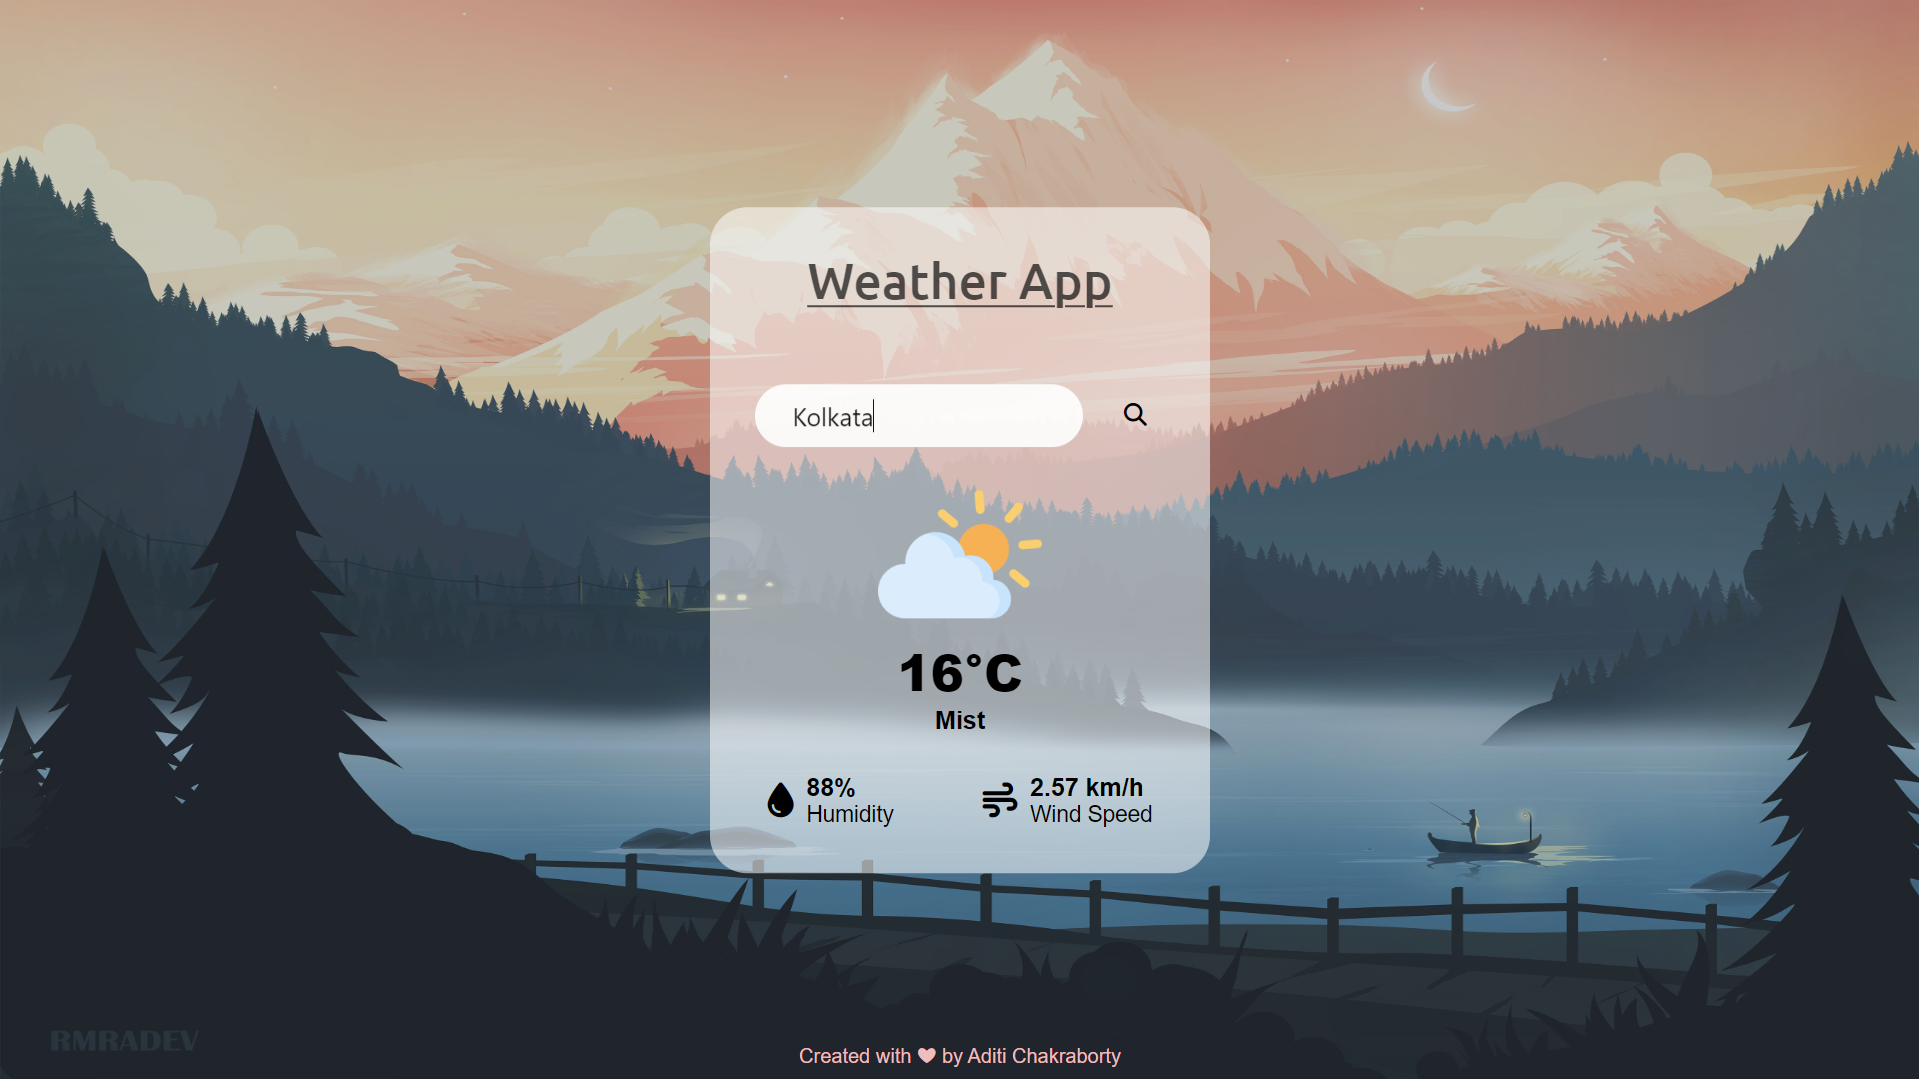 Weather App
Kolkata
16°C
Mist
88%
Humidity
2.57 km/h
Wind Speed
RMRADEV
Created with ♥ by Aditi Chakraborty